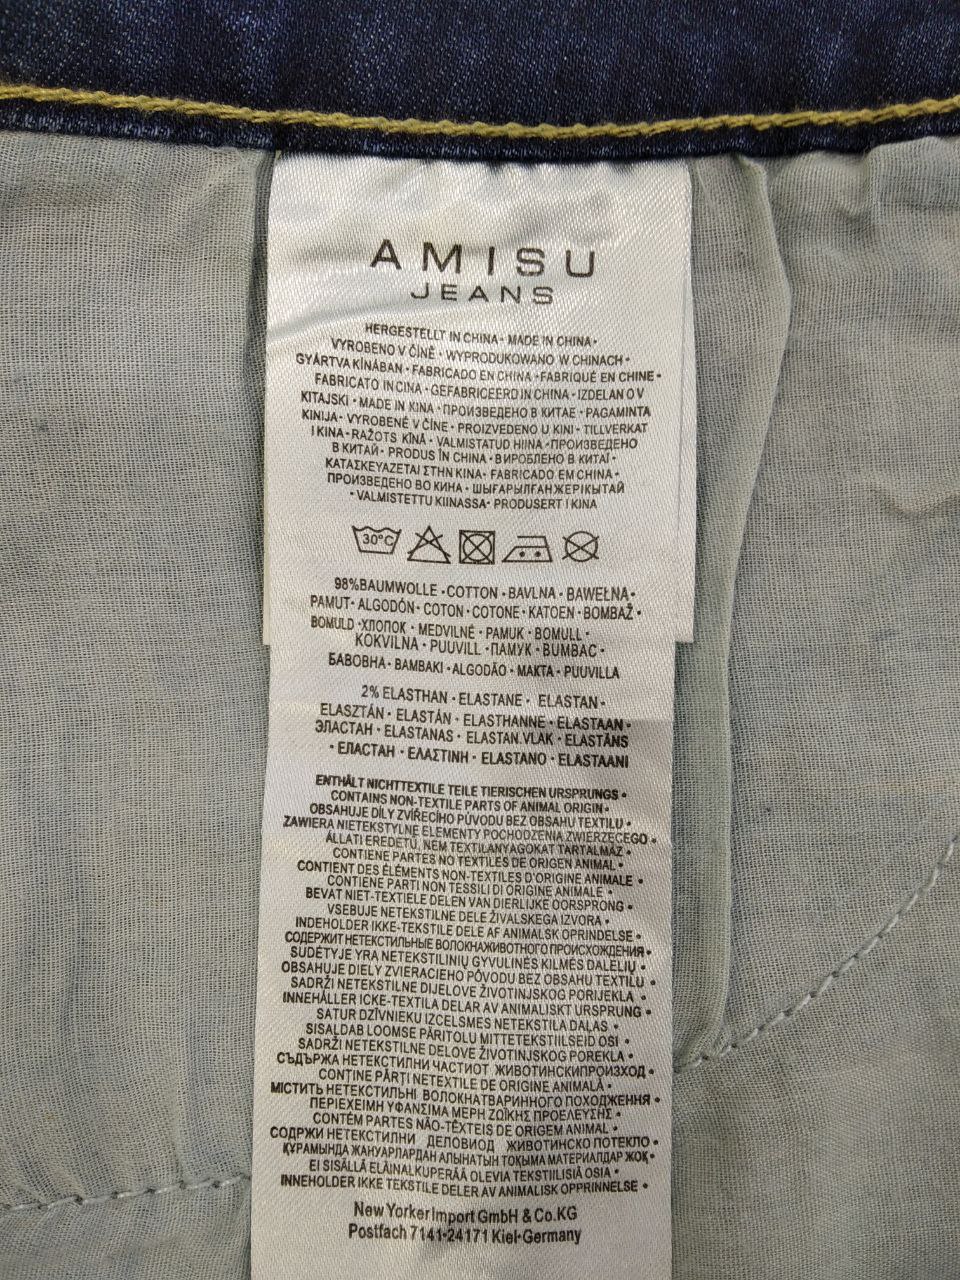 AMISU
JEANS
HERGESTELLT IN CHINA · MADE IN CHINA ·
VYROBENO V ČÍNĚ · WYPRODUKOWANO W CHINACH ·
GYÁRTVA KÍNÁBAN · FABRICADO EN CHINA · FABRIQUÉ EN CHINE ·
FABRICATO IN CINA · GEFABRICEERD IN CHINA · IZDELANO V
KITAJSKI · MADE IN KINA · ПРОИЗВЕДЕНО В КИТАЕ · PAGAMINTA
KINIJA · VYROBENÉ V ČÍNE · PROIZVEDENO U KINI · TILLVERKAT
I KINA · RAŽOTS KĪNĀ · VALMISTATUD HIINA · ПРОИЗВЕДЕНО
В КИТАЙ · PRODUS ÎN CHINA · ВИРОБЛЕНО В КИТАЇ ·
ΚΑΤΑΣΚΕΥΑΖΕΤΑΙ ΣΤΗΝ ΚΙΝΑ · FABRICADO EM CHINA ·
ПРОИЗВЕДЕНО ВО КИНА · ШЫҒАРЫЛҒАНЖЕРІҚЫТАЙ
· VALMISTETTU KIINASSA · PRODUSERT I KINA
30°C
98%BAUMWOLLE · COTTON · BAVLNA · BAWEŁNA ·
PAMUT · ALGODÓN · COTON · COTONE · KATOEN · BOMBAŽ ·
BOMULD · ХЛОПОК · MEDVILNĖ · PAMUK · BOMULL ·
KOKVILNA · PUUVILL · ПАМУК · BUMBAC ·
БАВОВНА · BAMBAKI · ALGODÃO · МАКТА · PUUVILLA
2% ELASTHAN · ELASTANE · ELASTAN ·
ELASZTÁN · ELASTÁN · ELASTHANNE · ELASTAAN ·
ЭЛАСТАН · ELASTANAS · ELASTAN.VLAK · ELASTĀNS
· ЕЛАСТАН · ΕΛΑΣΤΙΝΗ · ELASTANO · ELASTAANI
ENTHÄLT NICHTTEXTILE TEILE TIERISCHEN URSPRUNGS ·
CONTAINS NON-TEXTILE PARTS OF ANIMAL ORIGIN ·
OBSAHUJE DÍLY ZVÍŘECÍHO PŮVODU BEZ OBSAHU TEXTILU ·
ZAWIERA NIETEKSTYLNE ELEMENTY POCHODZENIA ZWIERZĘCEGO ·
ÁLLATI EREDETŰ, NEM TEXTILANYAGOKAT TARTALMAZ ·
CONTIENE PARTES NO TEXTILES DE ORIGEN ANIMAL ·
CONTIENT DES ÉLÉMENTS NON-TEXTILES D'ORIGINE ANIMALE ·
CONTIENE PARTI NON TESSILI DI ORIGINE ANIMALE ·
BEVAT NIET-TEXTIELE DELEN VAN DIERLIJKE OORSPRONG ·
VSEBUJE NETEKSTILNE DELE ŽIVALSKEGA IZVORA ·
INDEHOLDER IKKE-TEKSTILE DELE AF ANIMALSK OPRINDELSE ·
СОДЕРЖИТ НЕТЕКСТИЛЬНЫЕ ВОЛОКНАЖИВОТНОГО ПРОИСХОЖДЕНИЯ ·
SUDĖTYJE YRA NETEKSTILINIŲ GYVULINĖS KILMĖS DALELIŲ ·
OBSAHUJE DIELY ZVIERACIEHO PÔVODU BEZ OBSAHU TEXTILU ·
SADRŽI NETEKSTILNE DIJELOVE ŽIVOTINJSKOG PORIJEKLA ·
INNEHÅLLER ICKE-TEXTILA DELAR AV ANIMALISKT URSPRUNG ·
SATUR DZĪVNIEKU IZCELSMES NETEKSTILA DAĻAS ·
SISALDAB LOOMSE PÄRITOLU MITTETEKSTIILSEID OSI ·
SADRŽI NETEKSTILNE DELOVE ŽIVOTINJSKOG POREKLA ·
СЪДЪРЖА НЕТЕКСТИЛНИ ЧАСТИОТ ЖИВОТИНСКИПРОИЗХОД ·
CONȚINE PĂRȚI NETEXTILE DE ORIGINE ANIMALĂ ·
МІСТИТЬ НЕТЕКСТИЛЬНІ ВОЛОКНАТВАРИННОГО ПОХОДЖЕННЯ ·
ΠΕΡΙΕΧΕΙΜΗ ΥΦΑΝΣΙΜΑ ΜΕΡΗ ΖΩΪΚΗΣ ΠΡΟΕΛΕΥΣΗΣ ·
CONTÉM PARTES NÃO-TÊXTEIS DE ORIGEM ANIMAL ·
СОДРЖИ НЕТЕКСТИЛНИ ДЕЛОВИОД ЖИВОТИНСКО ПОТЕКЛО ·
ҚҰРАМЫНДА ЖАНУАРЛАРДАН АЛЫНАТЫН ТОҚЫМА МАТЕРИАЛДАР ЖОҚ ·
EI SISÄLLÄ ELÄINALKUPERÄÄ OLEVIA TEKSTIILISIÄ OSIA ·
INNEHOLDER IKKE TEKSTILE DELER AV ANIMALISK OPPRINNELSE ·
New Yorker Import GmbH & Co.KG
Postfach 7141-24171 Kiel-Germany